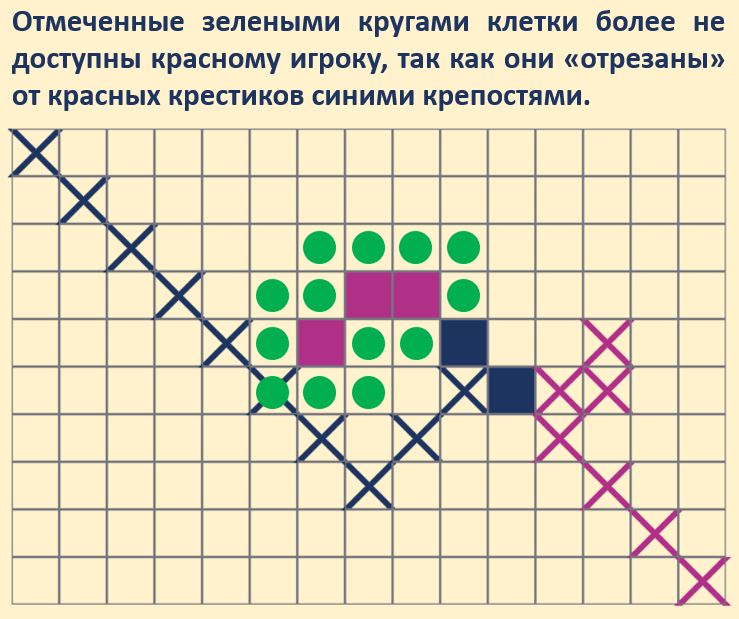 Отмеченные зелеными кругами клетки более не
доступны красному игроку, так как они «отрезаны»
от красных крестиков синими крепостями.